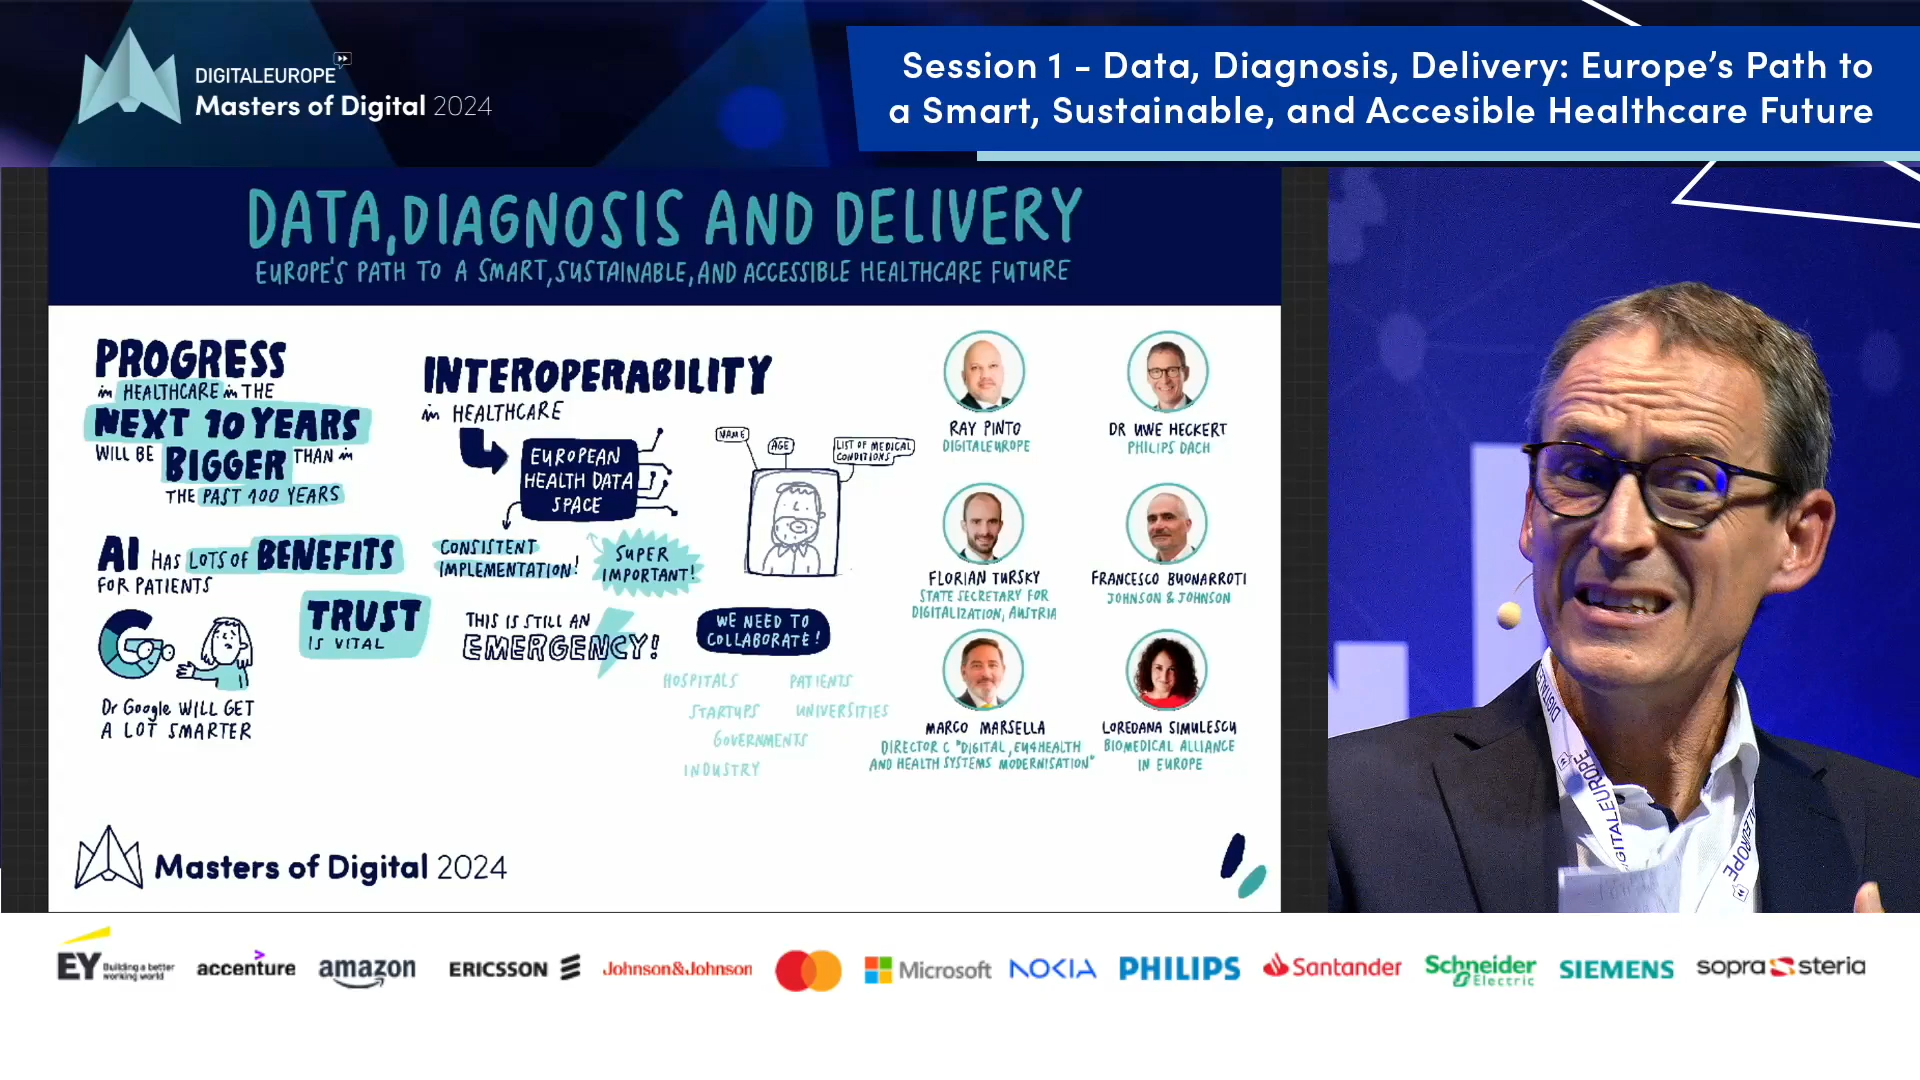 DIGITALEUROPE
Masters of Digital 2024
Session 1 - Data, Diagnosis, Delivery: Europe's Path to
a Smart, Sustainable, and Accesible Healthcare Future
DATA, DIAGNOSIS AND DELIVERY
EUROPE'S PATH TO A SMART, SUSTAINABLE, AND ACCESSIBLE HEALTHCARE FUTURE
PROGRESS
in HEALTHCARE in THE
NEXT 10 YEARS
WILL BE BIGGER THAN in
THE PAST 100 YEARS
AI HAS LOTS OF BENEFITS
FOR PATIENTS
TRUST
IS VITAL
Dr Google WILL GET
A LOT SMARTER
INTEROPERABILITY
in HEALTHCARE
EUROPEAN
HEALTH DATA
SPACE
CONSISTENT
IMPLEMENTATION!
SUPER
IMPORTANT!
THIS IS STILL AN
EMERGENCY!
NAME
AGE
LIST OF MEDICAL
CONDITIONS
WE NEED TO
COLLABORATE!
HOSPITALS PATIENTS
STARTUPS UNIVERSITIES
GOVERNMENTS
INDUSTRY
RAY PINTO
DIGITALEUROPE
DR UWE HECKERT
PHILIPS DACH
FLORIAN TURSKY
STATE SECRETARY FOR
DIGITALIZATION, AUSTRIA
FRANCESCO BUONARROTI
JOHNSON & JOHNSON
MARCO MARSELLA
DIRECTOR C "DIGITAL, EU4HEALTH
AND HEALTH SYSTEMS MODERNISATION"
LOREDANA SIMULESCU
BIOMEDICAL ALLIANCE
IN EUROPE
Masters of Digital 2024
DIGITALEUROPE
EY Building a better
working world
accenture
amazon
ERICSSON
Johnson&Johnson
Microsoft
NOKIA
PHILIPS
Santander
Schneider
Electric
SIEMENS
sopra steria